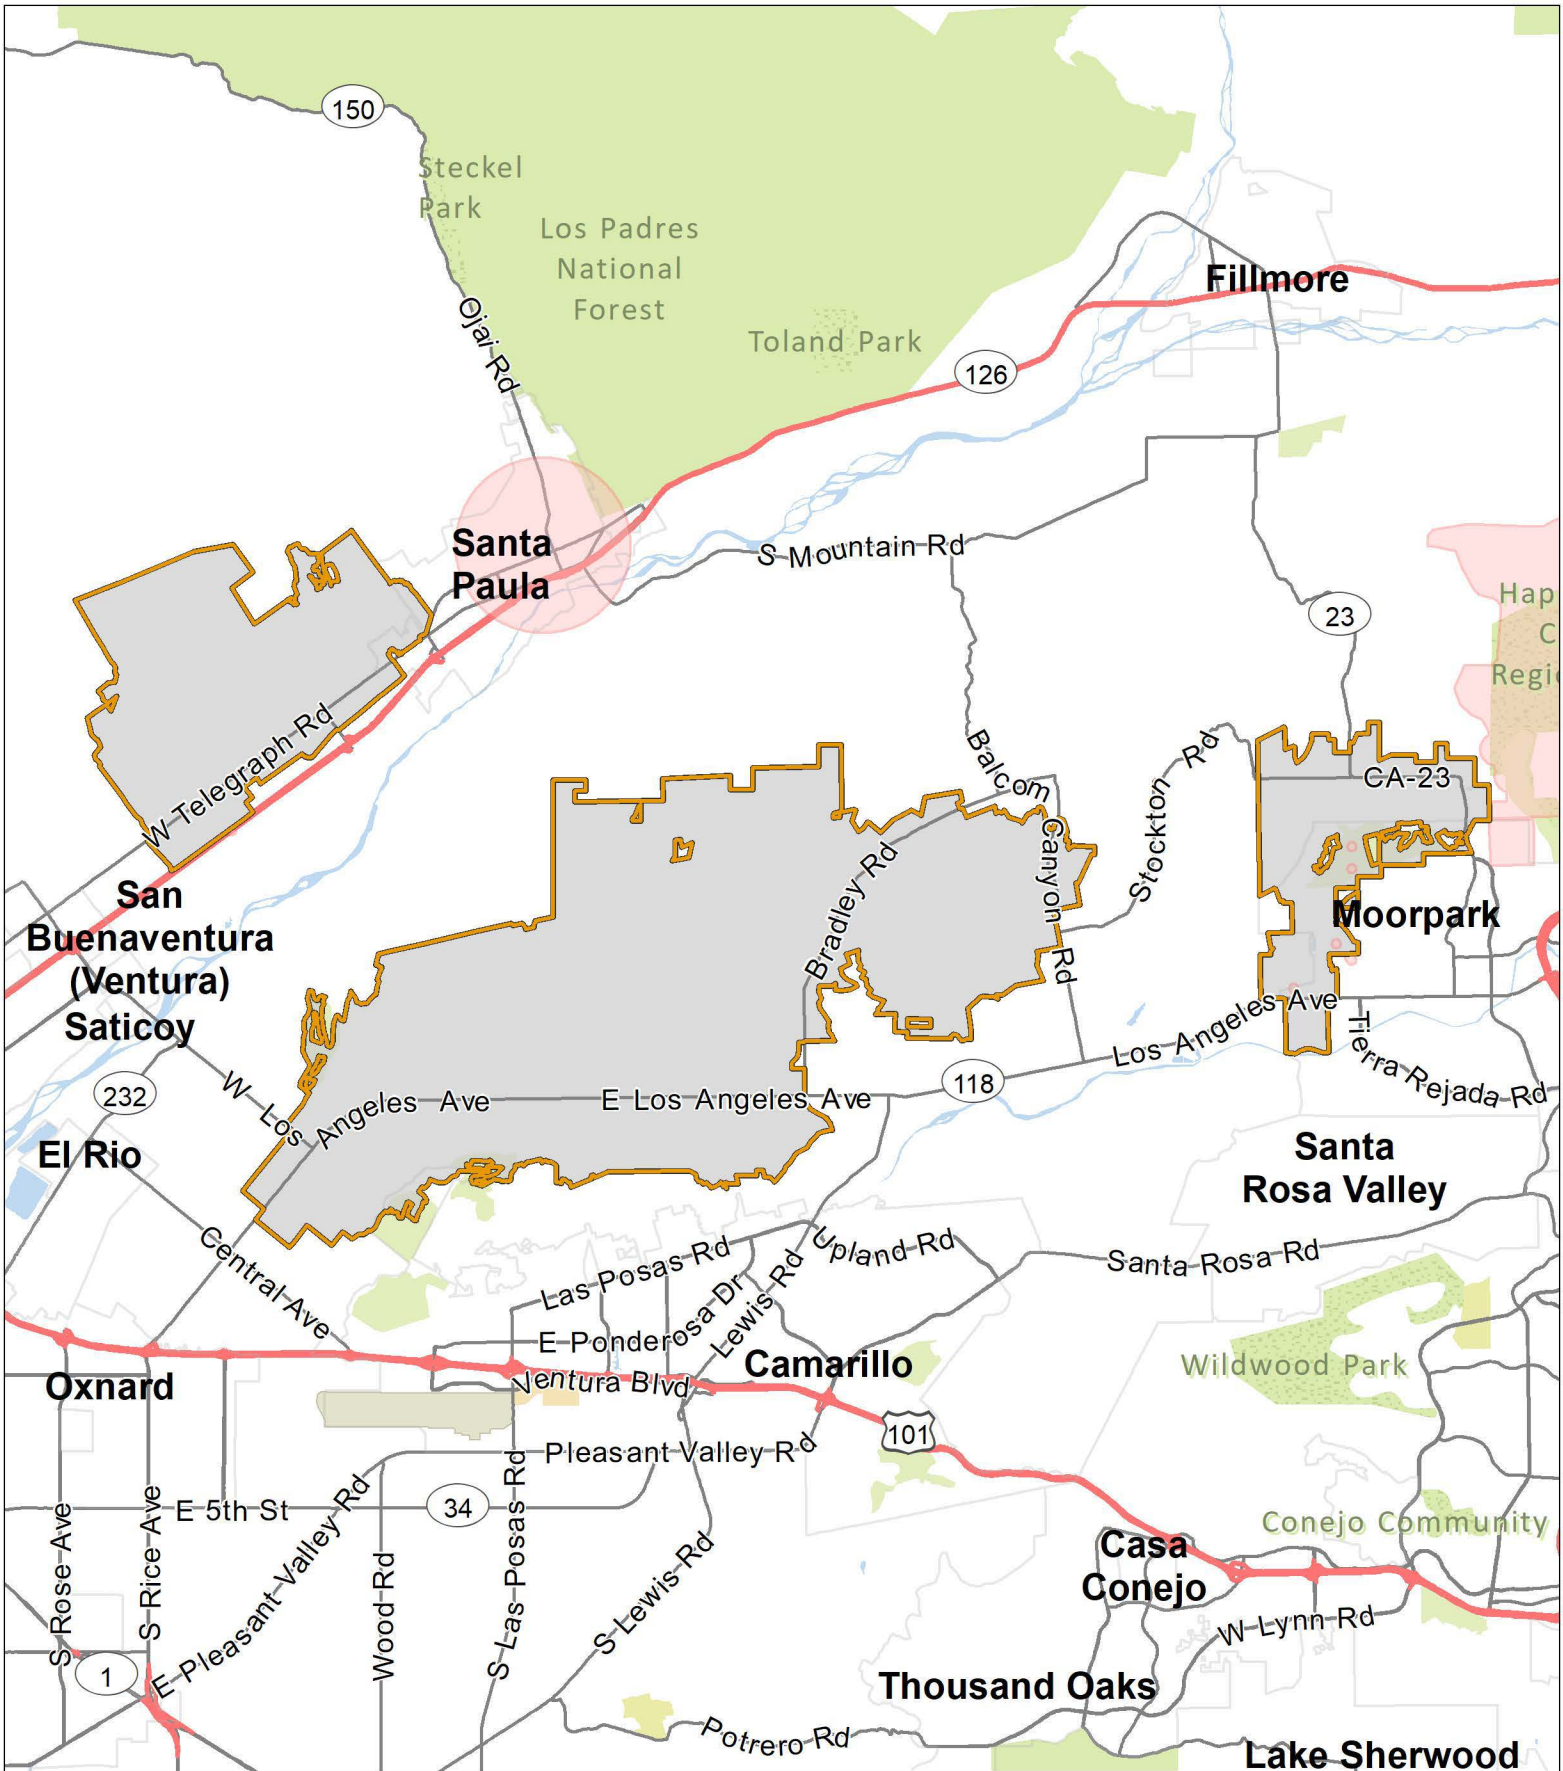 150
Steckel
Park
Los Padres
National
Forest
Ojai Rd
Toland Park
Fillmore
126
Santa
Paula
S Mountain Rd
Hap
C
Regi
23
W Telegraph Rd
Balcom
Canyon
Rd
Stockton Rd
CA-23
Bradley Rd
San
Buenaventura
(Ventura)
Saticoy
Moorpark
Los Angeles Ave
118
Tierra Rejada Rd
232
W Los
Angeles Ave
E Los Angeles Ave
El Rio
Santa
Rosa Valley
Central Ave
Las Posas Rd
Upland Rd
Santa Rosa Rd
E Ponderosa Dr
Lewis Rd
Ventura Blvd
Camarillo
Wildwood Park
Oxnard
101
Pleasant Valley Rd
34
E 5th St
S Rose Ave
S Rice Ave
E Pleasant Valley Rd
Wood Rd
S Las Posas Rd
S Lewis Rd
Conejo Community
Casa
Conejo
W Lynn Rd
1
Thousand Oaks
Potrero Rd
Lake Sherwood